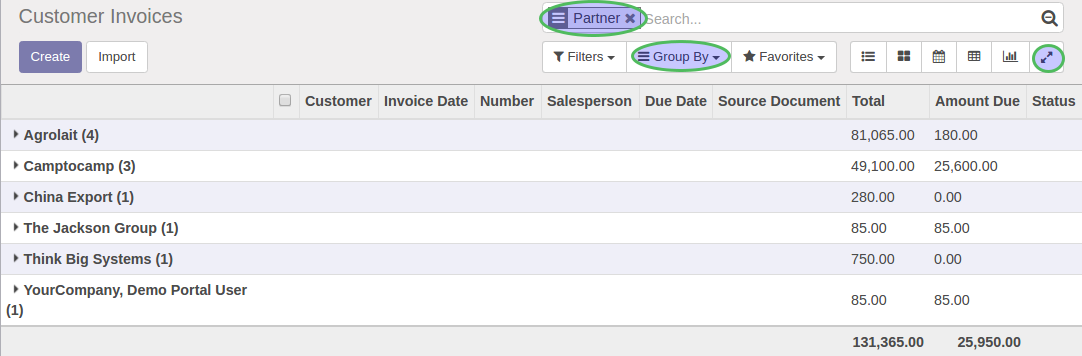 Customer Invoices
Partner Search...
Create Import
Filters Group By Favorites
Customer Invoice Date Number Salesperson Due Date Source Document Total Amount Due Status
Agrolait (4) 81,065.00 180.00
Camptocamp (3) 49,100.00 25,600.00
China Export (1) 280.00 0.00
The Jackson Group (1) 85.00 85.00
Think Big Systems (1) 750.00 0.00
YourCompany, Demo Portal User
(1) 85.00 85.00
131,365.00 25,950.00